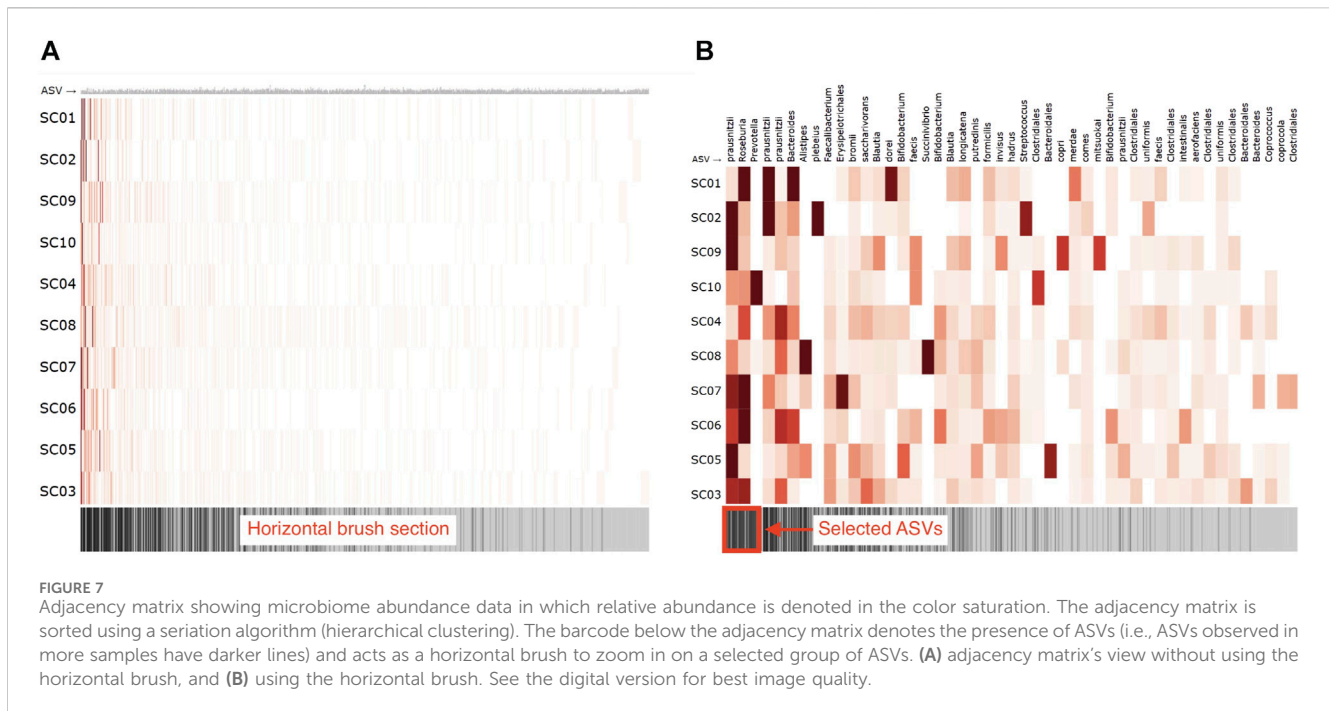 A
ASV →
SC01
SC02
SC09
SC10
SC04
SC08
SC07
SC06
SC05
SC03
Horizontal brush section
B
prausnitzii
Roseburia
Prevotella
prausnitzii
prausnitzii
Bacteroides
Alistipes
plebeius
Faecalibacterium
Erysipelotrichales
bromii
saccharivorans
Blautia
dorei
Bifidobacterium
faecis
Succinivibrio
Bifidobacterium
Blautia
longicatena
putredinis
formicilis
invisus
hadrus
Streptococcus
Clostridiales
Bacteroidales
copri
merdae
comes
mitsuokai
Bifidobacterium
prausnitzii
Clostridiales
uniformis
faecis
Clostridiales
intestinalis
aerofaciens
Clostridiales
uniformis
Clostridiales
Bacteroidales
Bacteroides
Coprococcus
coprocola
Clostridiales
ASV →
SC01
SC02
SC09
SC10
SC04
SC08
SC07
SC06
SC05
SC03
Selected ASVs
FIGURE 7
Adjacency matrix showing microbiome abundance data in which relative abundance is denoted in the color saturation. The adjacency matrix is
sorted using a seriation algorithm (hierarchical clustering). The barcode below the adjacency matrix denotes the presence of ASVs (i.e., ASVs observed in
more samples have darker lines) and acts as a horizontal brush to zoom in on a selected group of ASVs. (A) adjacency matrix's view without using the
horizontal brush, and (B) using the horizontal brush. See the digital version for best image quality.